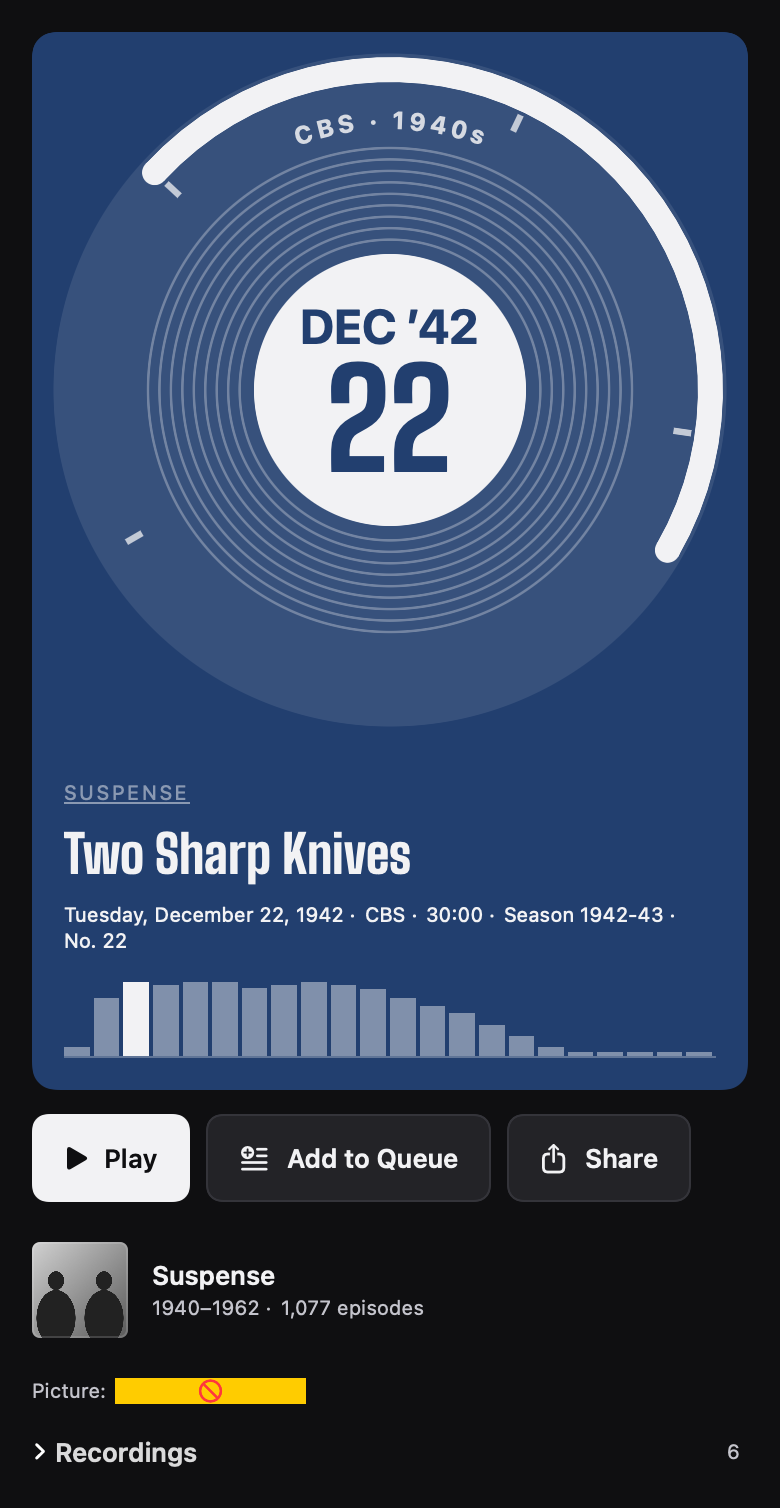 CBS · 1940s
DEC ’42
22
SUSPENSE
Two Sharp Knives
Tuesday, December 22, 1942 · CBS · 30:00 · Season 1942-43 ·
No. 22
Play
Add to Queue
Share
Suspense
1940–1962 · 1,077 episodes
Picture:
Recordings
6